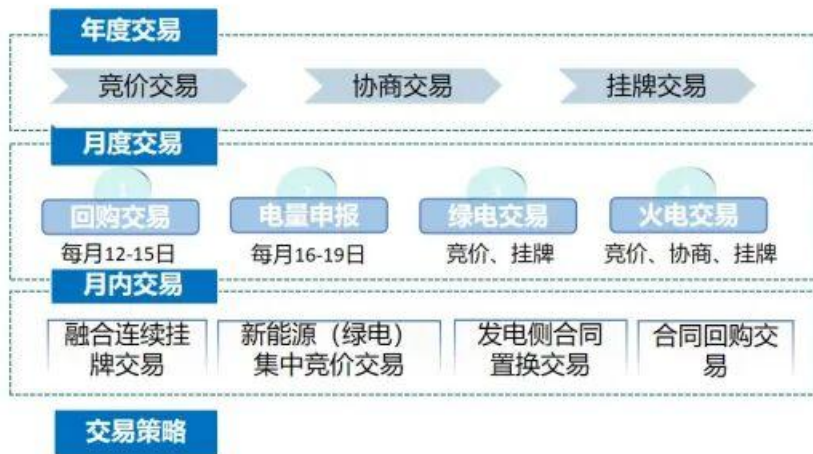 年度交易
竞价交易 协商交易 挂牌交易
月度交易
1 2 3 4
回购交易 电量申报 绿电交易 火电交易
每月12-15日 每月16-19日 竞价、挂牌 竞价、协商、挂牌
月内交易
融合连续挂 新能源（绿电） 发电侧合同 合同回购交
牌交易 集中竞价交易 置换交易 易
交易策略